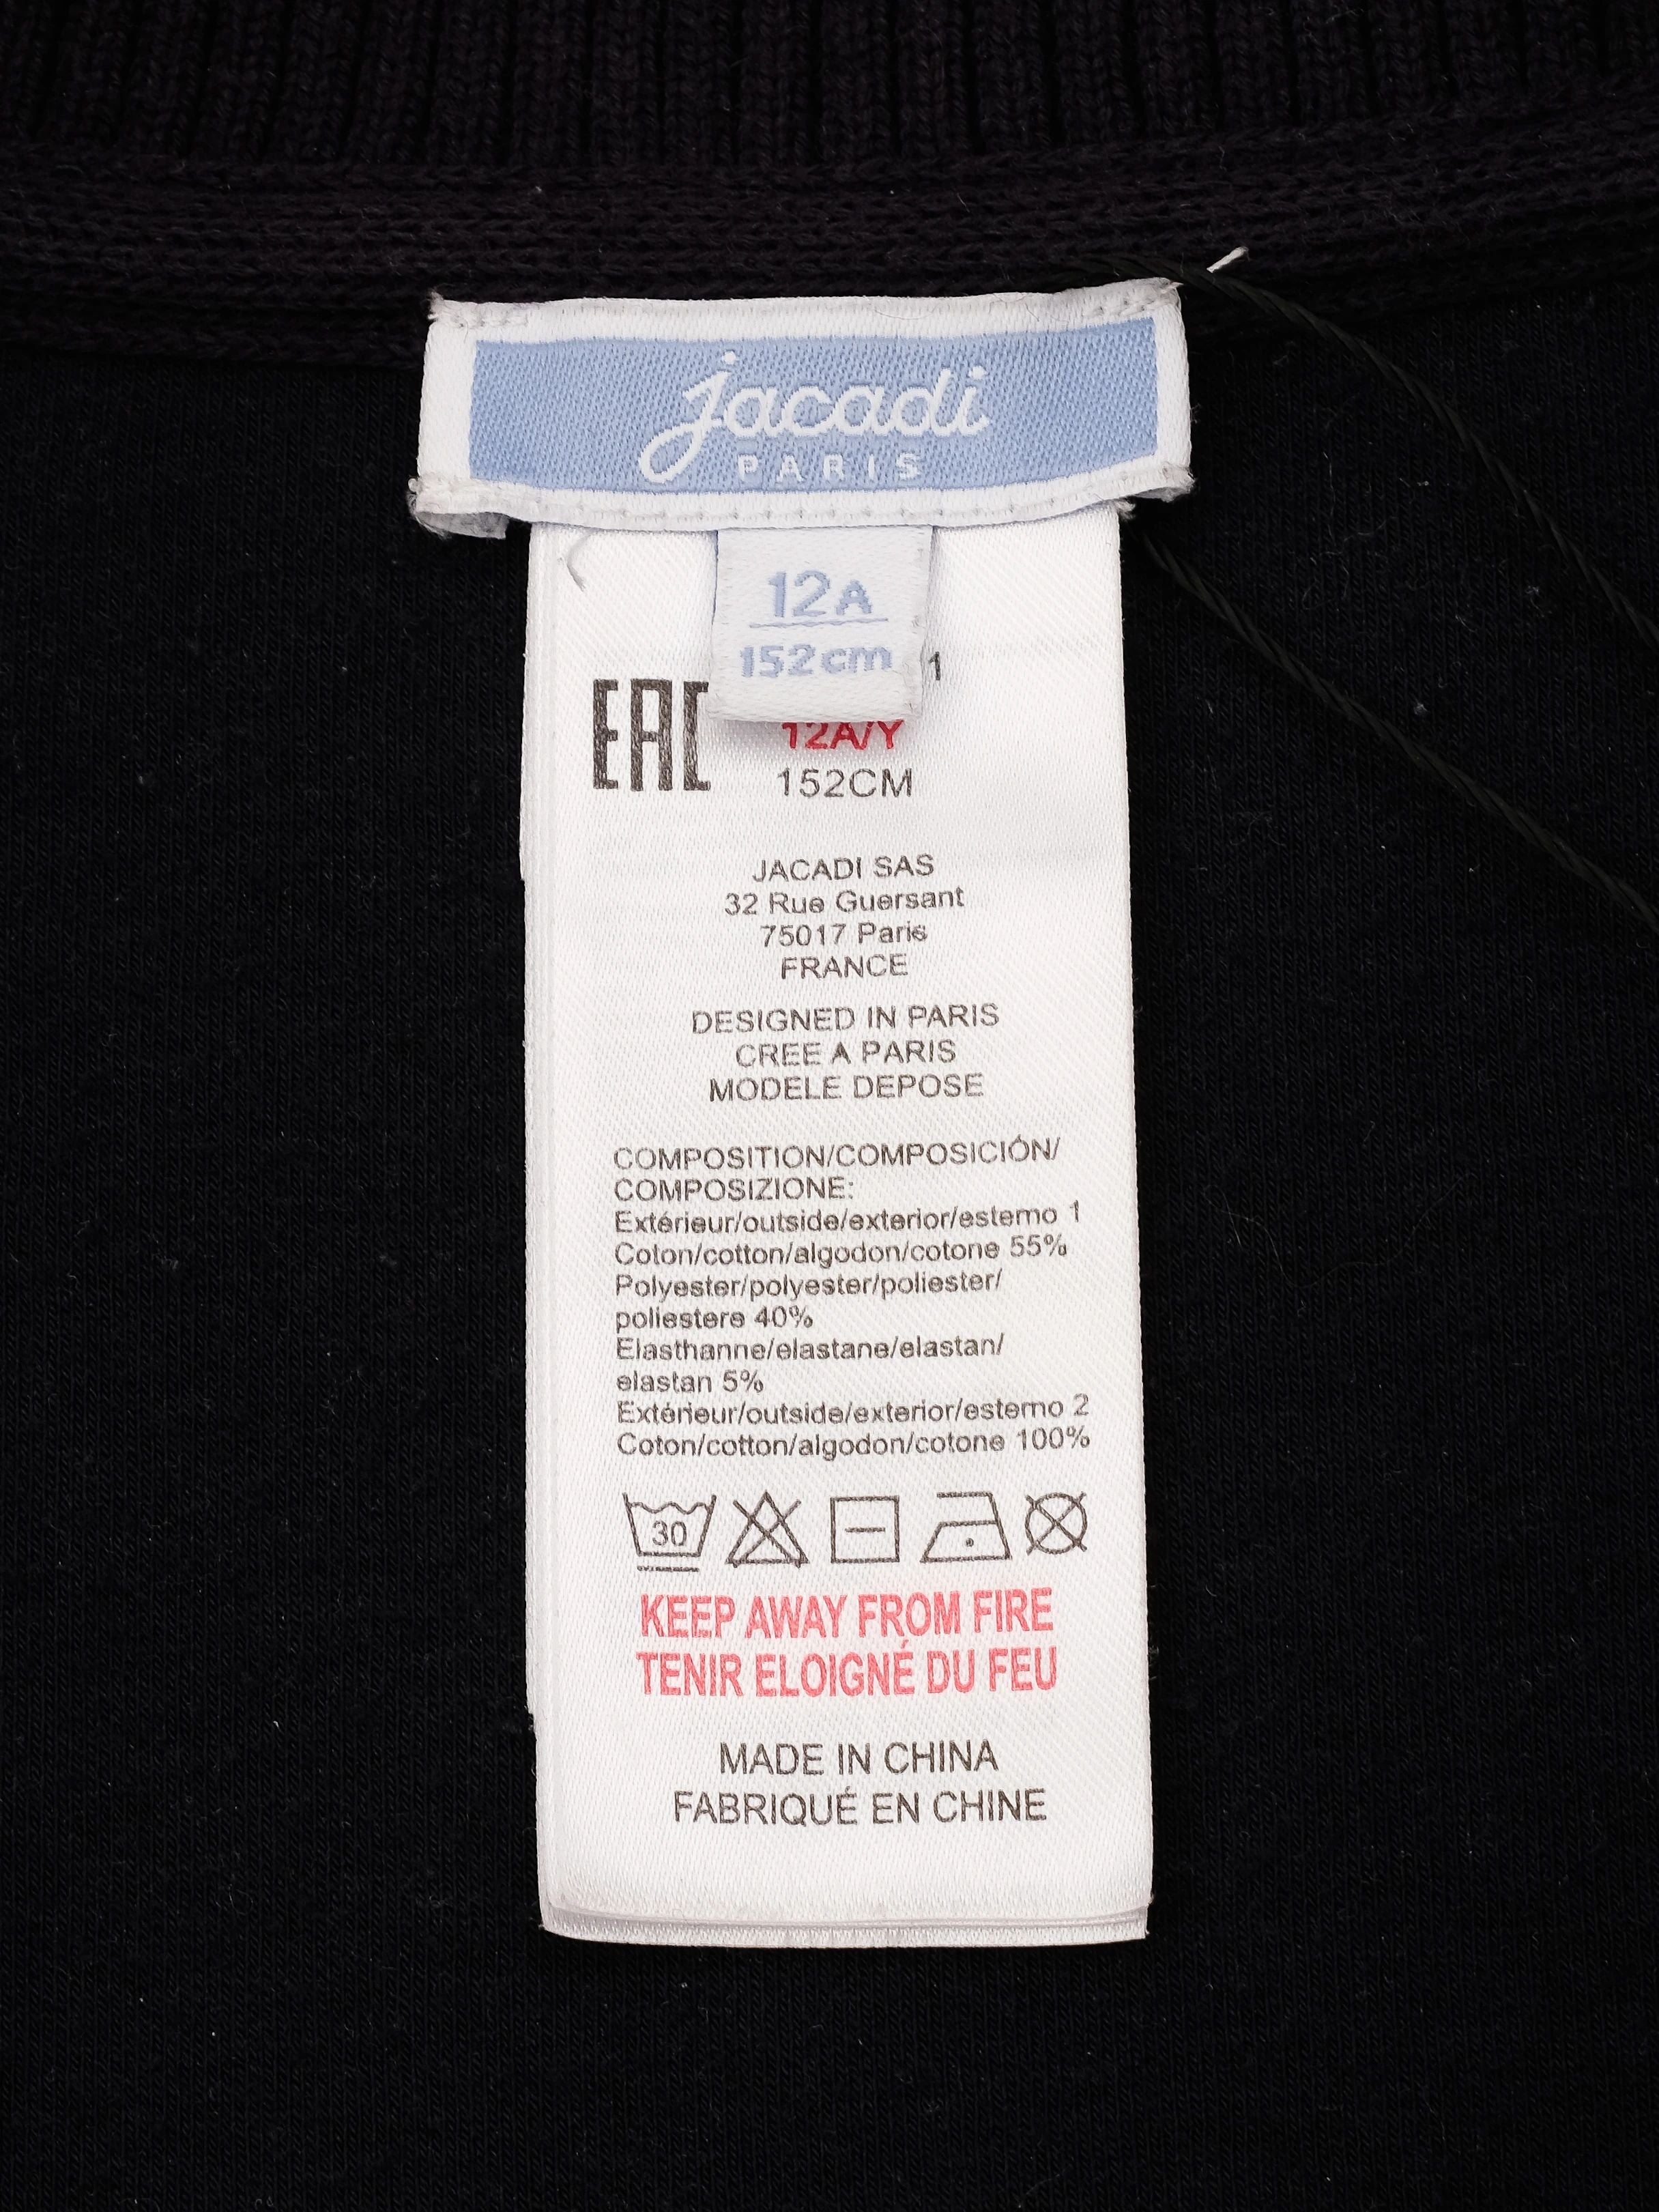 jacadi
PARIS
12A
152cm
1
EAC
12A/Y
152CM
JACADI SAS
32 Rue Guersant
75017 Paris
FRANCE
DESIGNED IN PARIS
CREE A PARIS
MODELE DEPOSE
COMPOSITION/COMPOSICIÓN/
COMPOSIZIONE:
Extérieur/outside/exterior/esterno 1
Coton/cotton/algodon/cotone 55%
Polyester/polyester/poliester/
poliestere 40%
Elasthanne/elastane/elastan/
elastan 5%
Extérieur/outside/exterior/esterno 2
Coton/cotton/algodon/cotone 100%
30
KEEP AWAY FROM FIRE
TENIR ELOIGNÉ DU FEU
MADE IN CHINA
FABRIQUÉ EN CHINE